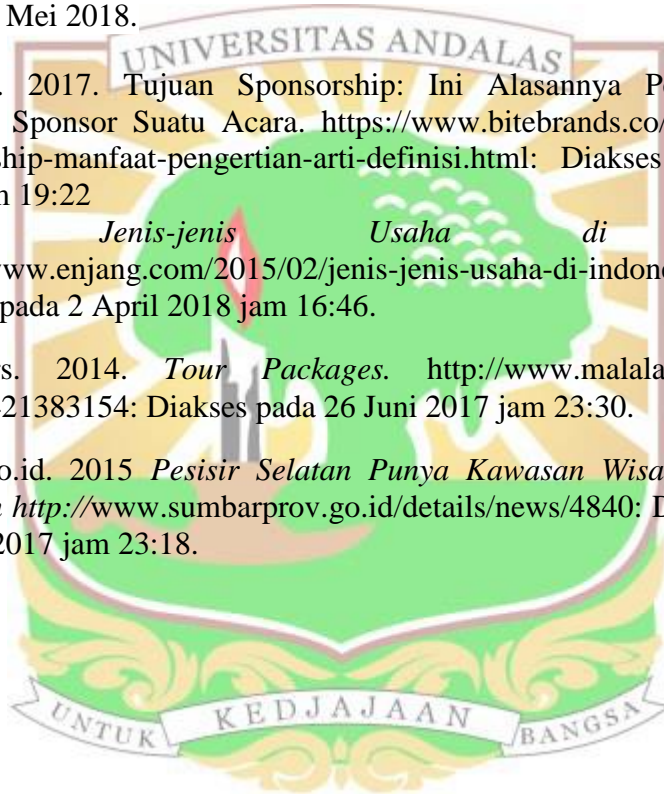 Mei 2018.
UNIVERSITAS ANDALAS
. 2017. Tujuan Sponsorship: Ini Alasannya
Sponsor Suatu Acara. https://www.bitebrands.co/
ship-manfaat-pengertian-arti-definisi.html: Diakses
19:22
Jenis-jenis Usaha di
www.enjang.com/2015/02/jenis-jenis-usaha-di-indon
pada 2 April 2018 jam 16:46.
rs. 2014. Tour Packages. http://www.malala
21383154: Diakses pada 26 Juni 2017 jam 23:30.
o.id. 2015 Pesisir Selatan Punya Kawasan Wisa
http://www.sumbarprov.go.id/details/news/4840:
2017 jam 23:18.
UNTUK KEDJAJAAN BANGSA